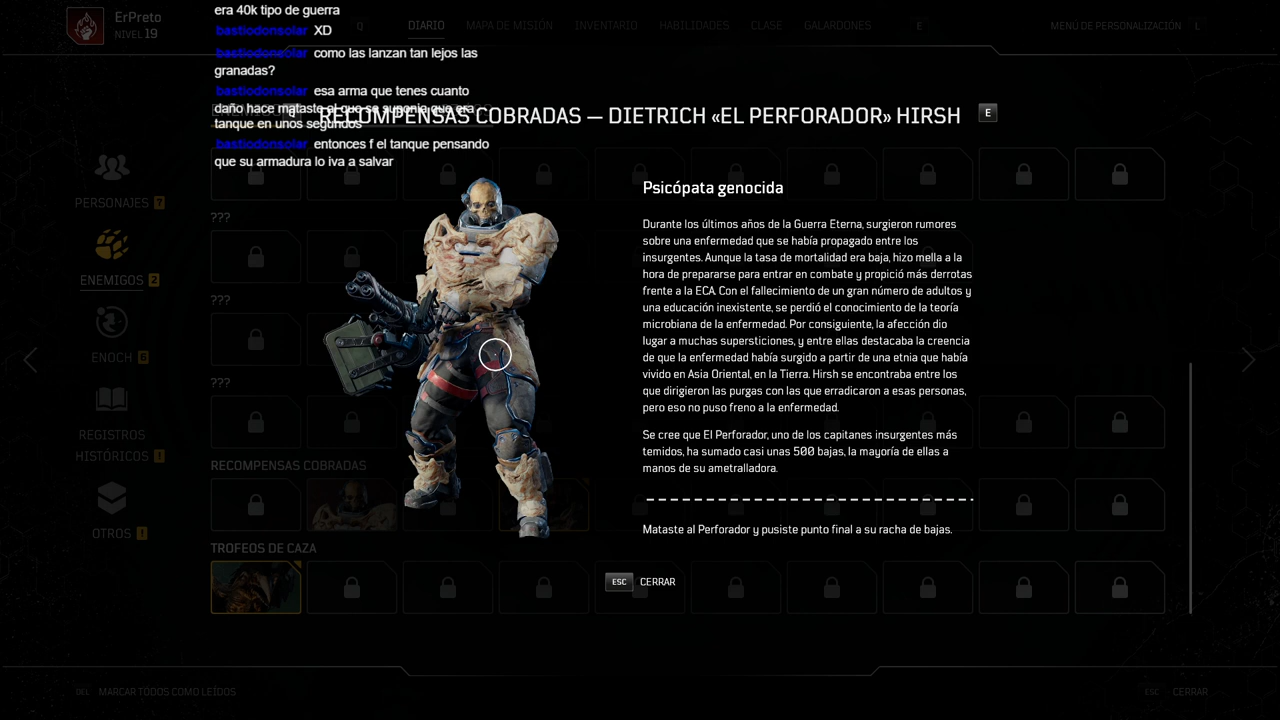 era 40k tipo de guerra
bastiodonsolar XD
bastiodonsolar como las lanzan tan lejos las
granadas?
bastiodonsolar esa arma que tenes cuanto
daño hace mataste al que se suponia que era
tanque en unos segundos
bastiodonsolar entonces f el tanque pensando
que su armadura lo iva a salvar
ErPreto
NIVEL 19
Q DIARIO MAPA DE MISIÓN INVENTARIO HABILIDADES CLASE GALARDONES E
MENÚ DE PERSONALIZACIÓN L
RECOMPENSAS COBRADAS — DIETRICH «EL PERFORADOR» HIRSH E
PERSONAJES 7
ENEMIGOS 2
ENOCH 6
REGISTROS
HISTÓRICOS !
OTROS !
???
???
???
RECOMPENSAS COBRADAS
TROFEOS DE CAZA
Psicópata genocida
Durante los últimos años de la Guerra Eterna, surgieron rumores
sobre una enfermedad que se había propagado entre los
insurgentes. Aunque la tasa de mortalidad era baja, hizo mella a la
hora de prepararse para entrar en combate y propició más derrotas
frente a la ECA. Con el fallecimiento de un gran número de adultos y
una educación inexistente, se perdió el conocimiento de la teoría
microbiana de la enfermedad. Por consiguiente, la afección dio
lugar a muchas supersticiones, y entre ellas destacaba la creencia
de que la enfermedad había surgido a partir de una etnia que había
vivido en Asia Oriental, en la Tierra. Hirsh se encontraba entre los
que dirigieron las purgas con las que erradicaron a esas personas,
pero eso no puso freno a la enfermedad.
Se cree que El Perforador, uno de los capitanes insurgentes más
temidos, ha sumado casi unas 500 bajas, la mayoría de ellas a
manos de su ametralladora.
Mataste al Perforador y pusiste punto final a su racha de bajas.
ESC CERRAR
DEL MARCAR TODOS COMO LEÍDOS
ESC CERRAR